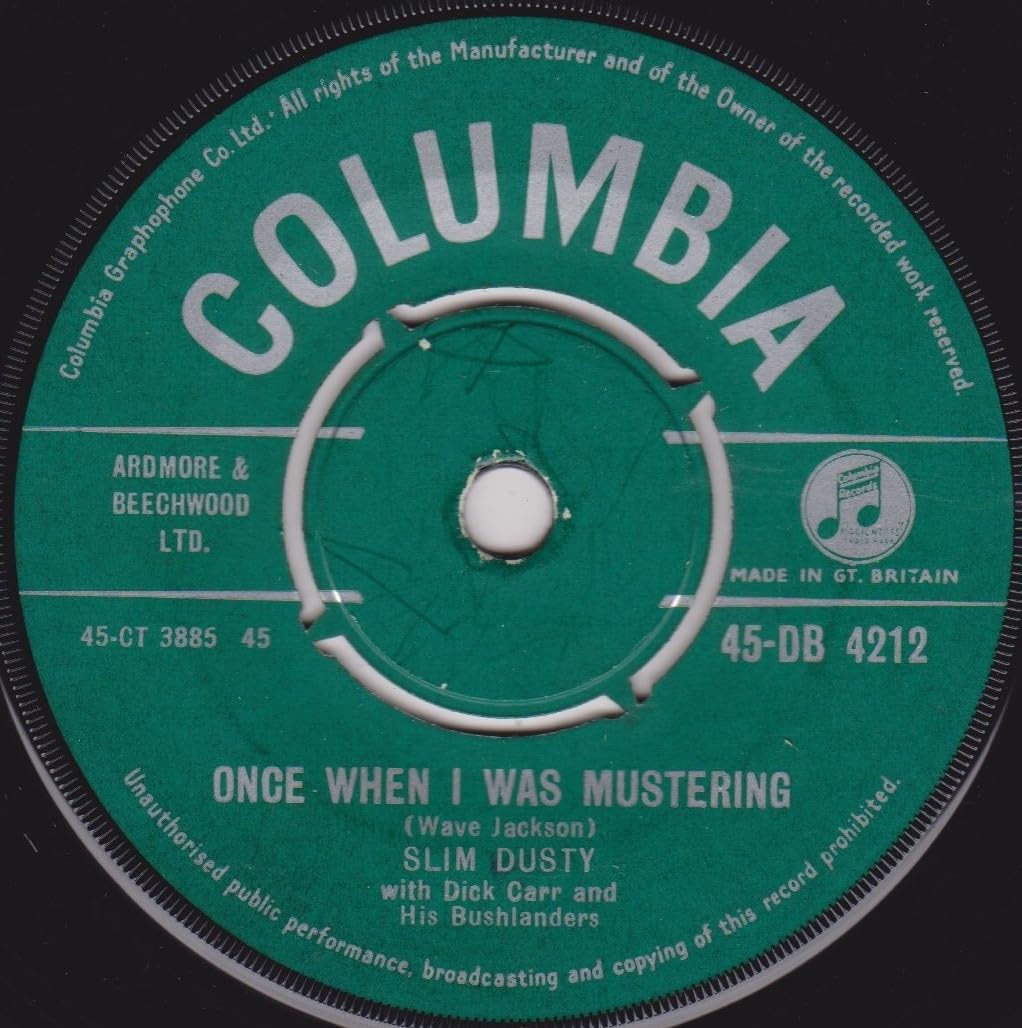 Columbia Graphophone Co. Ltd. All rights of the Manufacturer and of the Owner of the recorded work reserved.
COLUMBIA
ARDMORE &
BEECHWOOD
LTD.
Columbia
Records
MADE IN GT. BRITAIN
45-CT 3885 45
45-DB 4212
ONCE WHEN I WAS MUSTERING
(Wave Jackson)
SLIM DUSTY
with Dick Carr and
His Bushlanders
Unauthorised public performance, broadcasting and copying of this record prohibited.